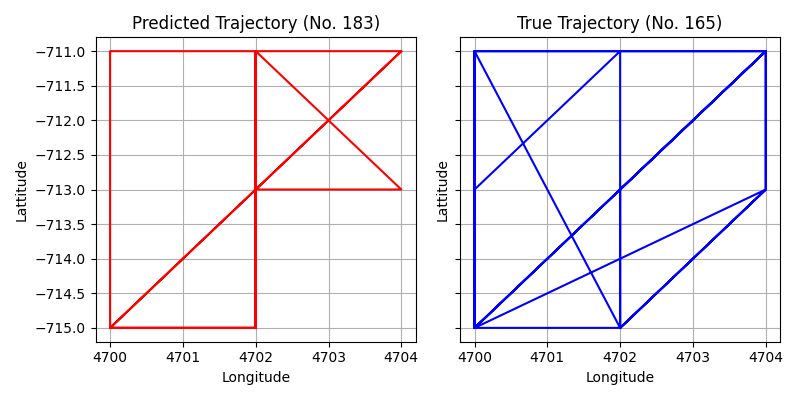 Predicted Trajectory (No. 183)
True Trajectory (No. 165)
−711.0
−711.5
−712.0
−712.5
−713.0
−713.5
−714.0
−714.5
−715.0
Lattitude
Lattitude
4700 4701 4702 4703 4704
4700 4701 4702 4703 4704
Longitude
Longitude